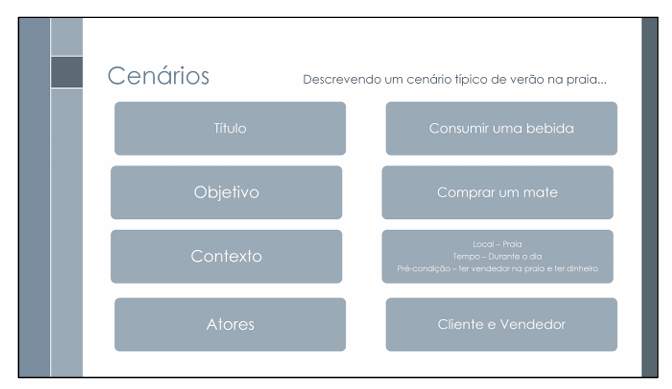 Cenários
Descrevendo um cenário típico de verão na praia...
Título
Consumir uma bebida
Objetivo
Comprar um mate
Contexto
Local – Praia
Tempo – Durante o dia
Pré-condição – ter vendedar na praia e ter dinheiro
Atores
Cliente e Vendedor